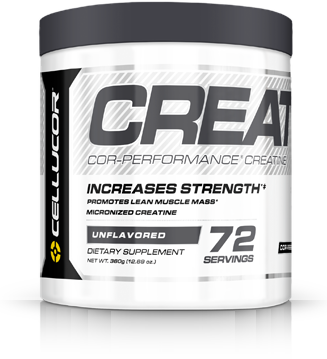 CELLUCOR®
CREAT
COR-PERFORMANCE® CREATINE
INCREASES STRENGTH*‡
PROMOTES LEAN MUSCLE MASS*
MICRONIZED CREATINE
UNFLAVORED
DIETARY SUPPLEMENT
NET WT. 360g (12.69 oz.)
72
SERVINGS